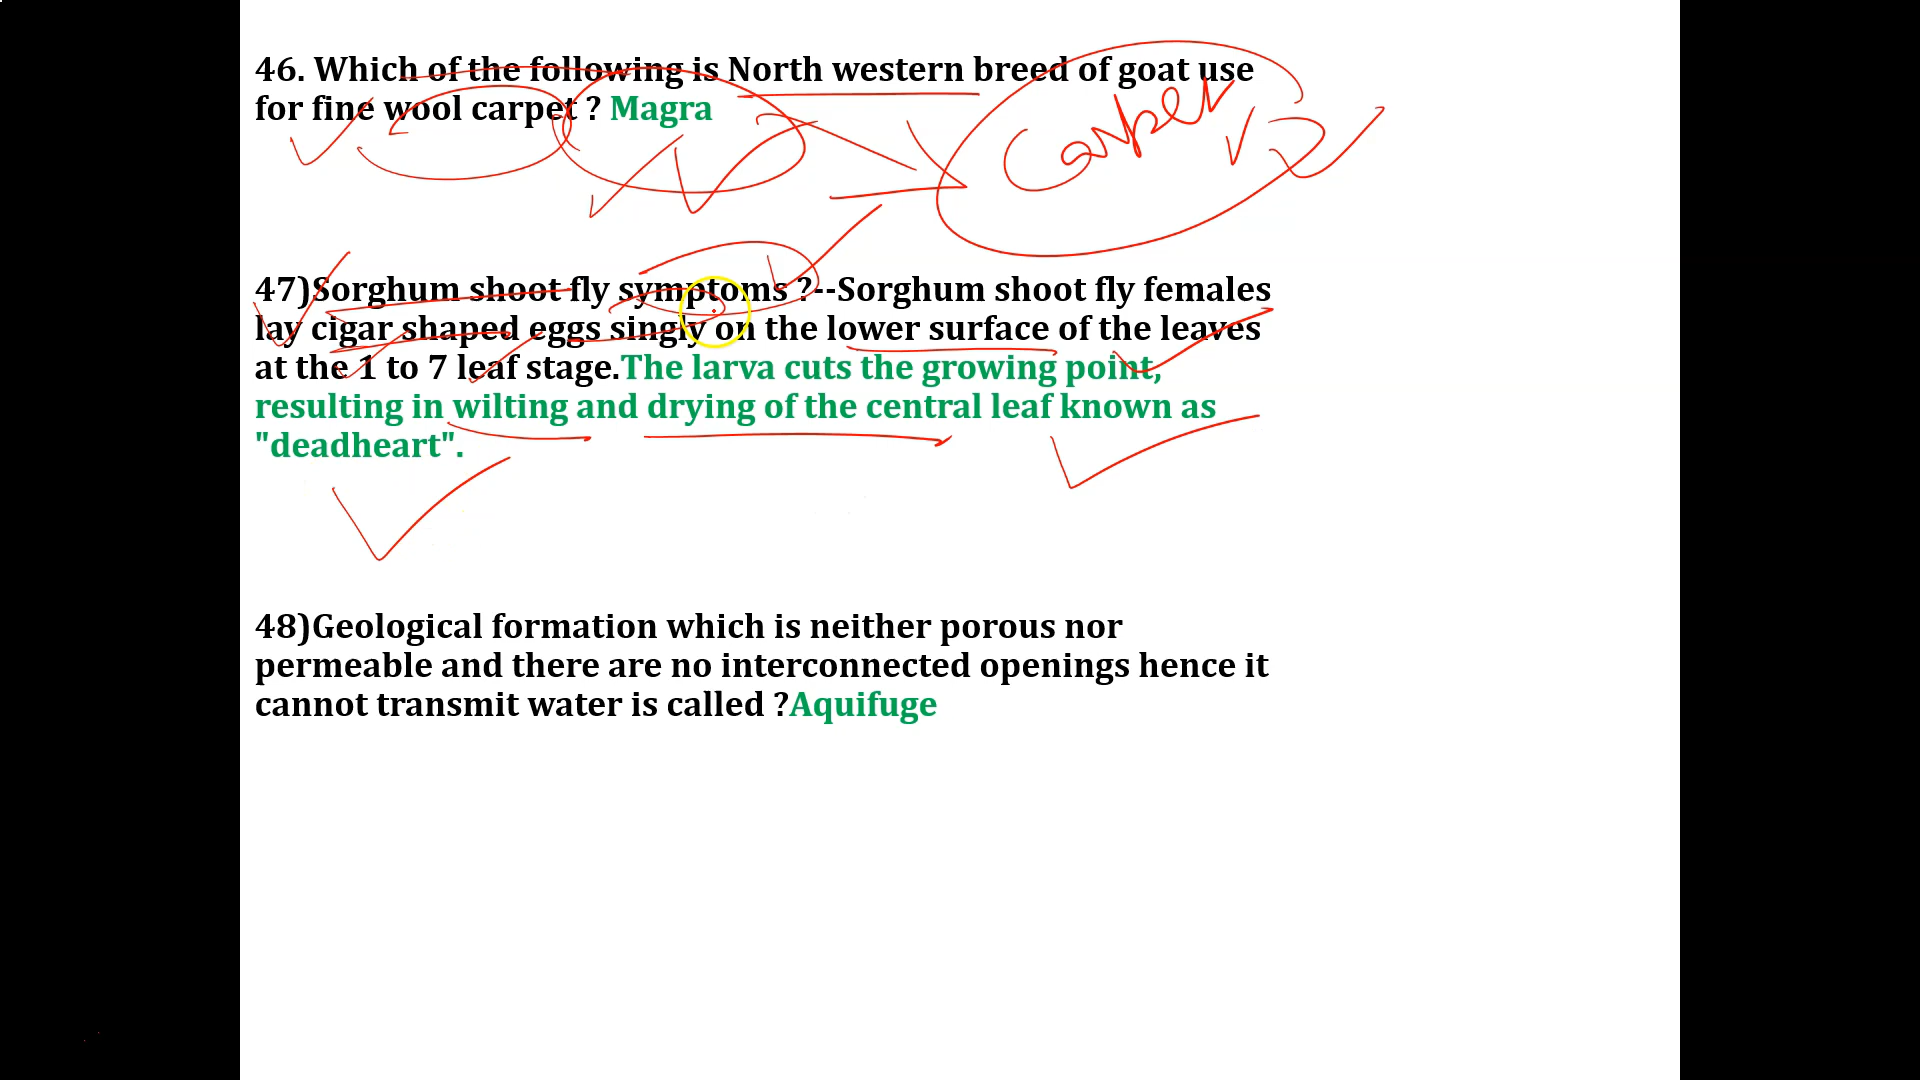 46. Which of the following is North western breed of goat use
for fine wool carpet ? Magra
Carpet
47)Sorghum shoot fly symptoms ?--Sorghum shoot fly females
lay cigar shaped eggs singly on the lower surface of the leaves
at the 1 to 7 leaf stage.The larva cuts the growing point,
resulting in wilting and drying of the central leaf known as
"deadheart".
48)Geological formation which is neither porous nor
permeable and there are no interconnected openings hence it
cannot transmit water is called ?Aquifuge